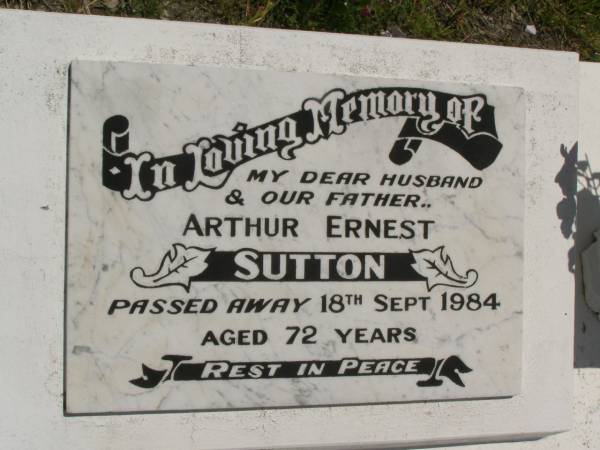 In Loving Memory of
MY DEAR HUSBAND
& OUR FATHER..
ARTHUR ERNEST
SUTTON
PASSED AWAY 18TH SEPT 1984
AGED 72 YEARS
REST IN PEACE